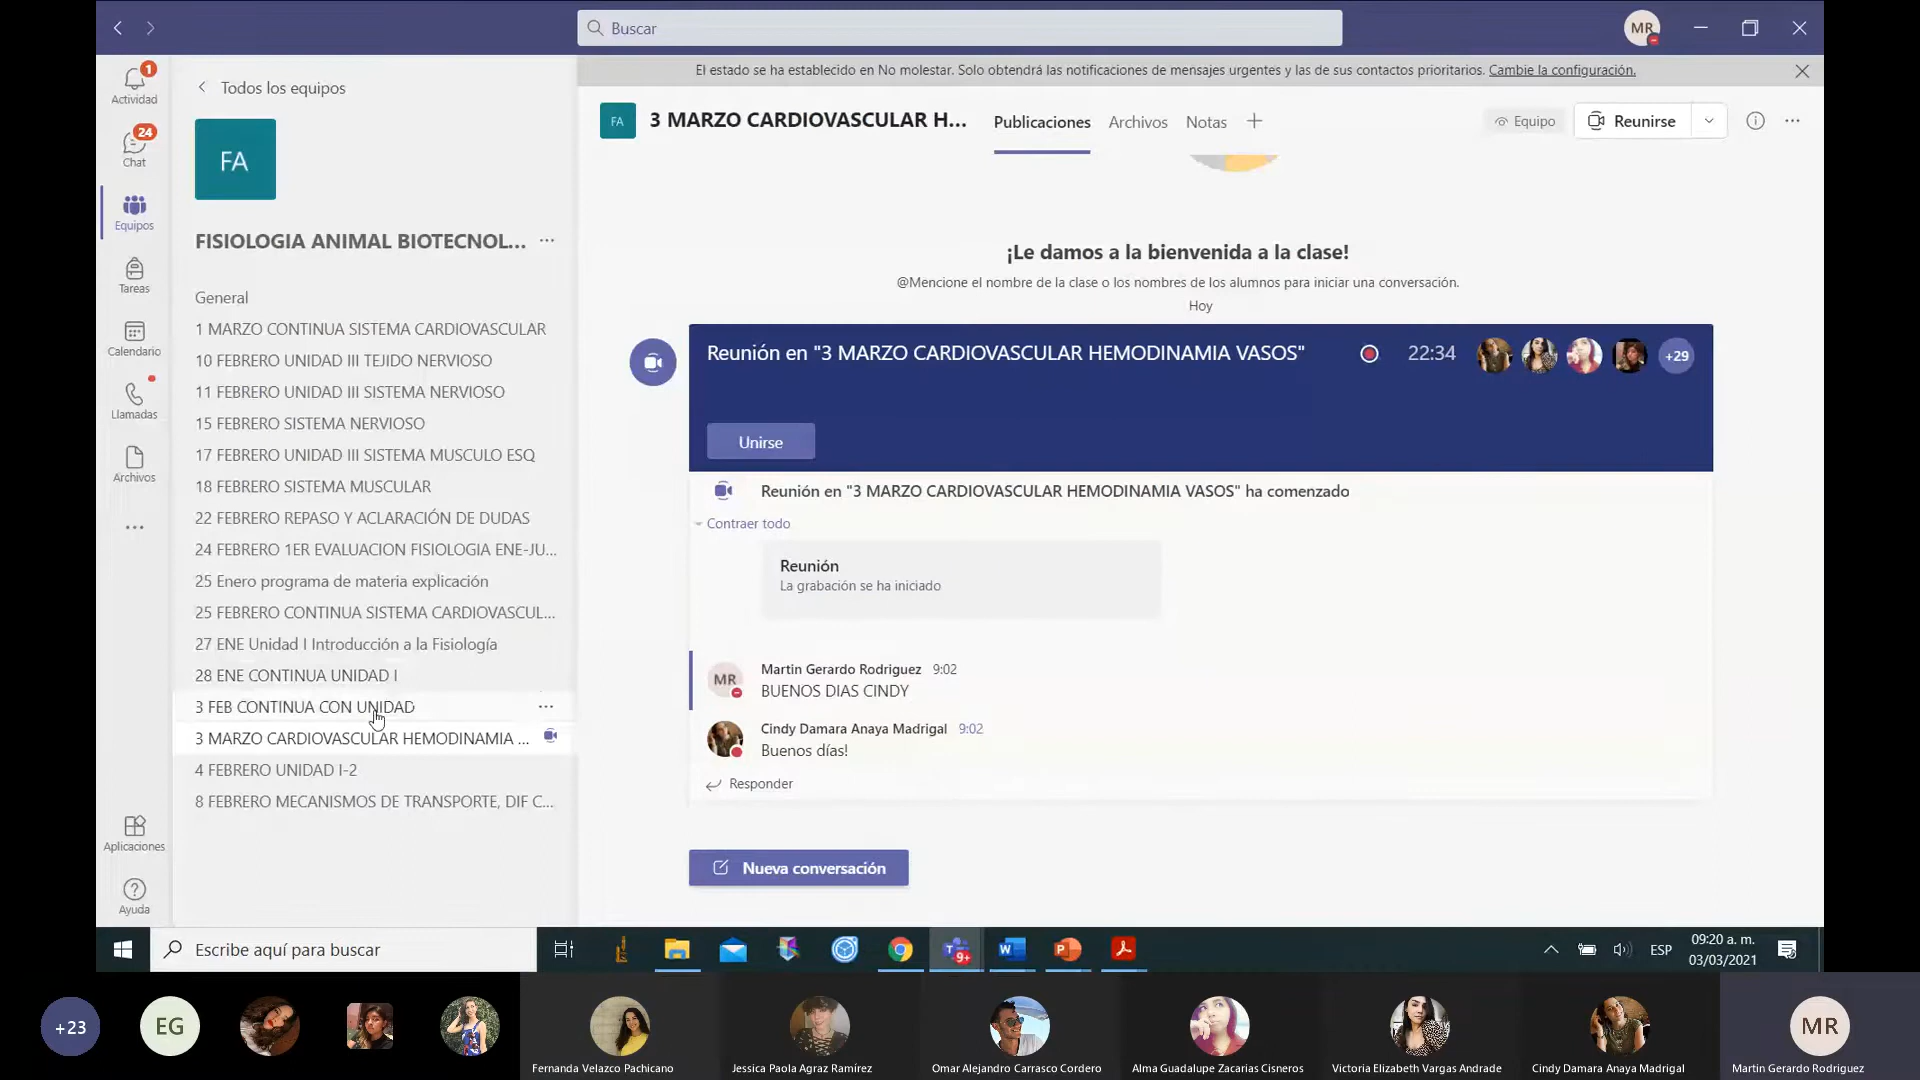 Buscar
MR
El estado se ha establecido en No molestar. Solo obtendrá las notificaciones de mensajes urgentes y las de sus contactos prioritarios. Cambie la configuración.
1
Actividad
24
Chat
Equipos
Tareas
Calendario
Llamadas
Archivos
Aplicaciones
Ayuda
Todos los equipos
FA
FISIOLOGIA ANIMAL BIOTECNOL...
General
1 MARZO CONTINUA SISTEMA CARDIOVASCULAR
10 FEBRERO UNIDAD III TEJIDO NERVIOSO
11 FEBRERO UNIDAD III SISTEMA NERVIOSO
15 FEBRERO SISTEMA NERVIOSO
17 FEBRERO UNIDAD III SISTEMA MUSCULO ESQ
18 FEBRERO SISTEMA MUSCULAR
22 FEBRERO REPASO Y ACLARACIÓN DE DUDAS
24 FEBRERO 1ER EVALUACION FISIOLOGIA ENE-JU...
25 Enero programa de materia explicación
25 FEBRERO CONTINUA SISTEMA CARDIOVASCUL...
27 ENE Unidad I Introducción a la Fisiología
28 ENE CONTINUA UNIDAD I
3 FEB CONTINUA CON UNIDAD
3 MARZO CARDIOVASCULAR HEMODINAMIA ...
4 FEBRERO UNIDAD I-2
8 FEBRERO MECANISMOS DE TRANSPORTE, DIF C...
FA
3 MARZO CARDIOVASCULAR H...
Publicaciones
Archivos
Notas
Equipo
Reunirse
¡Le damos a la bienvenida a la clase!
@Mencione el nombre de la clase o los nombres de los alumnos para iniciar una conversación.
Hoy
Reunión en "3 MARZO CARDIOVASCULAR HEMODINAMIA VASOS"
22:34
+29
Unirse
Reunión en "3 MARZO CARDIOVASCULAR HEMODINAMIA VASOS" ha comenzado
Contraer todo
Reunión
La grabación se ha iniciado
MR
Martin Gerardo Rodriguez 9:02
BUENOS DIAS CINDY
Cindy Damara Anaya Madrigal 9:02
Buenos días!
Responder
Nueva conversación
Escribe aquí para buscar
9+
ESP
09:20 a. m.
03/03/2021
+23
EG
Fernanda Velazco Pachicano
Jessica Paola Agraz Ramírez
Omar Alejandro Carrasco Cordero
Alma Guadalupe Zacarias Cisneros
Victoria Elizabeth Vargas Andrade
Cindy Damara Anaya Madrigal
MR
Martin Gerardo Rodriguez